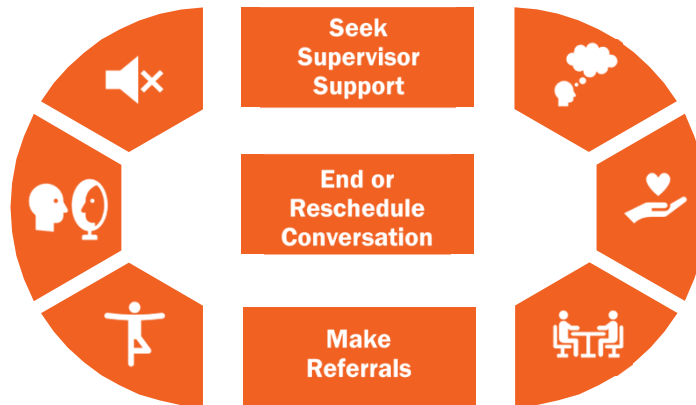 Seek
Supervisor
Support
End or
Reschedule
Conversation
Make
Referrals